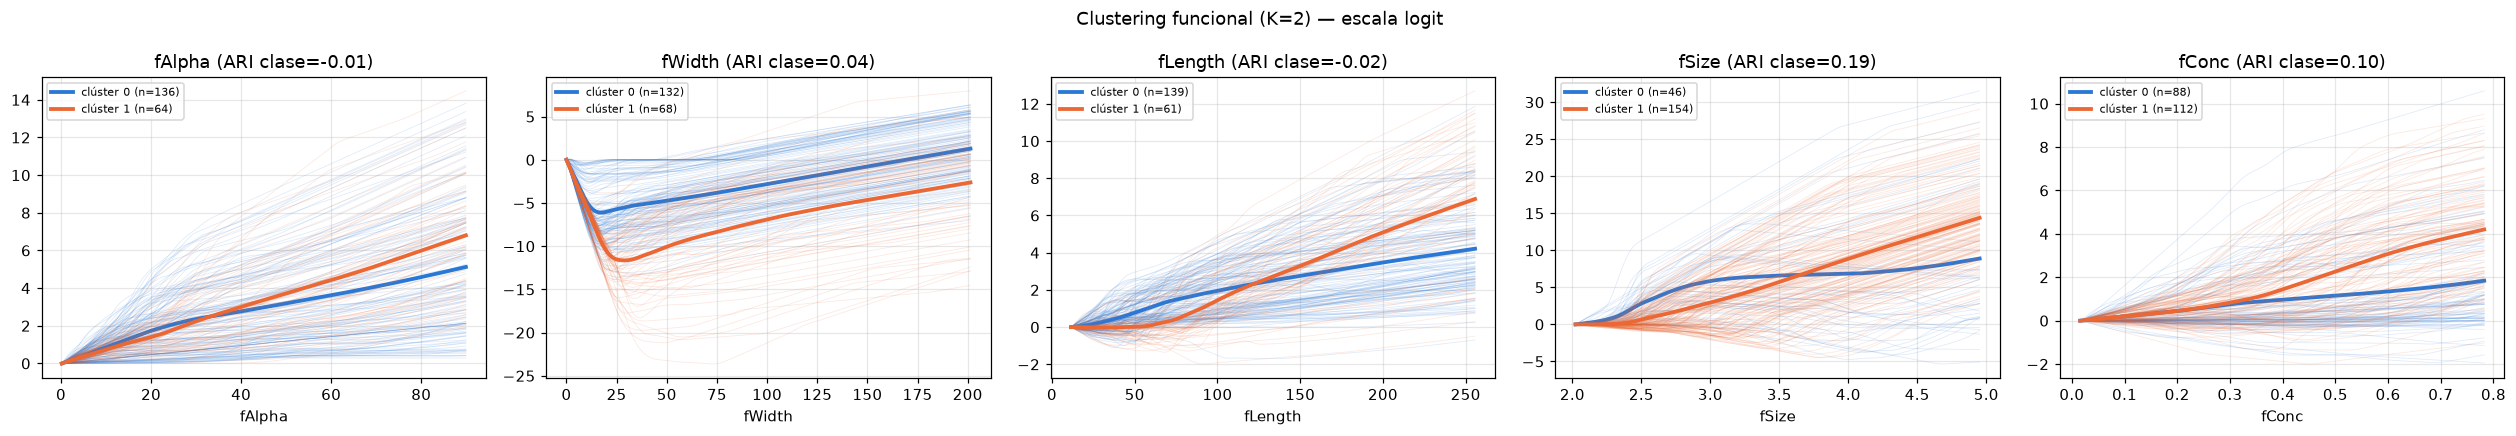 Clustering funcional (K=2) — escala logit
fAlpha (ARI clase=-0.01)
clúster 0 (n=136)
clúster 1 (n=64)
14
12
10
8
6
4
2
0
0 20 40 60 80
fAlpha
fWidth (ARI clase=0.04)
clúster 0 (n=132)
clúster 1 (n=68)
5
0
−5
−10
−15
−20
−25
0 25 50 75 100 125 150 175 200
fWidth
fLength (ARI clase=-0.02)
clúster 0 (n=139)
clúster 1 (n=61)
12
10
8
6
4
2
0
−2
0 50 100 150 200 250
fLength
fSize (ARI clase=0.19)
clúster 0 (n=46)
clúster 1 (n=154)
30
25
20
15
10
5
0
−5
2.0 2.5 3.0 3.5 4.0 4.5 5.0
fSize
fConc (ARI clase=0.10)
clúster 0 (n=88)
clúster 1 (n=112)
10
8
6
4
2
0
−2
0.0 0.1 0.2 0.3 0.4 0.5 0.6 0.7 0.8
fConc